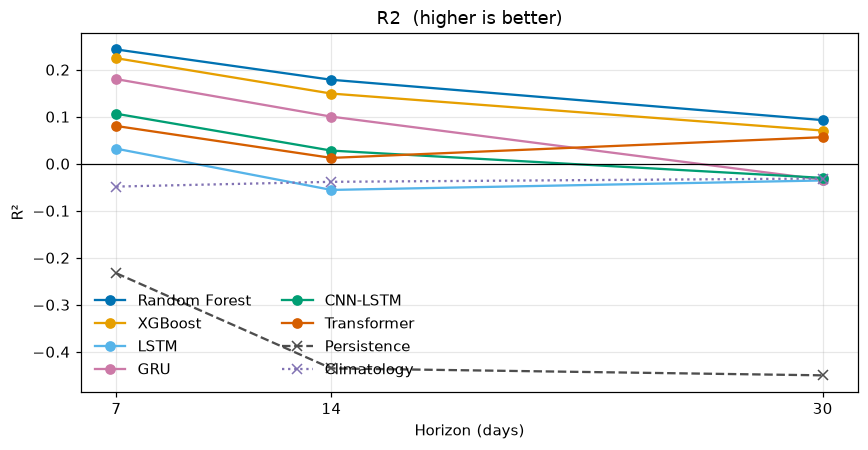 R2  (higher is better)
R²
0.2
0.1
0.0
−0.1
−0.2
−0.3
−0.4
Random Forest
XGBoost
LSTM
GRU
CNN-LSTM
Transformer
Persistence
Climatology
7
14
30
Horizon (days)